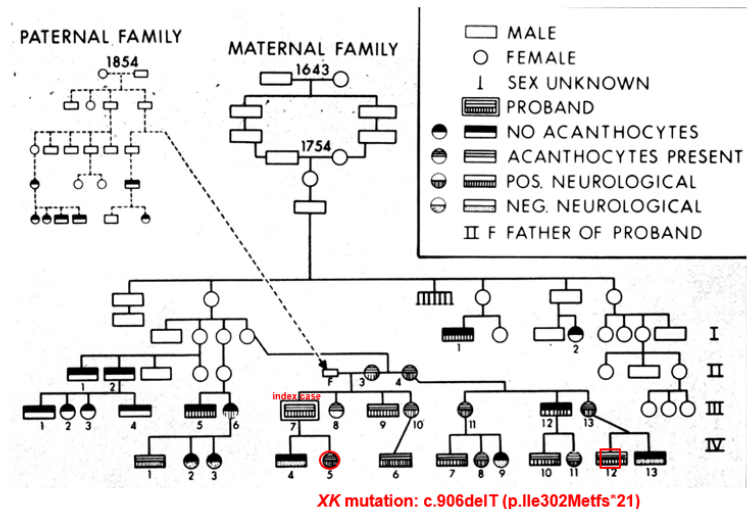 PATERNAL FAMILY
1854
MATERNAL FAMILY
1643
1754
MALE
FEMALE
SEX UNKNOWN
PROBAND
NO ACANTHOCYTES
ACANTHOCYTES PRESENT
POS. NEUROLOGICAL
NEG. NEUROLOGICAL
II F FATHER OF PROBAND
1 2 I
1 2 F 3 4 II
index case
1 2 3 4 5 6 7 8 9 10 11 12 13 III
1 2 3 4 5 6 7 8 9 10 11 12 13 IV
XK mutation: c.906delT (p.Ile302Metfs*21)